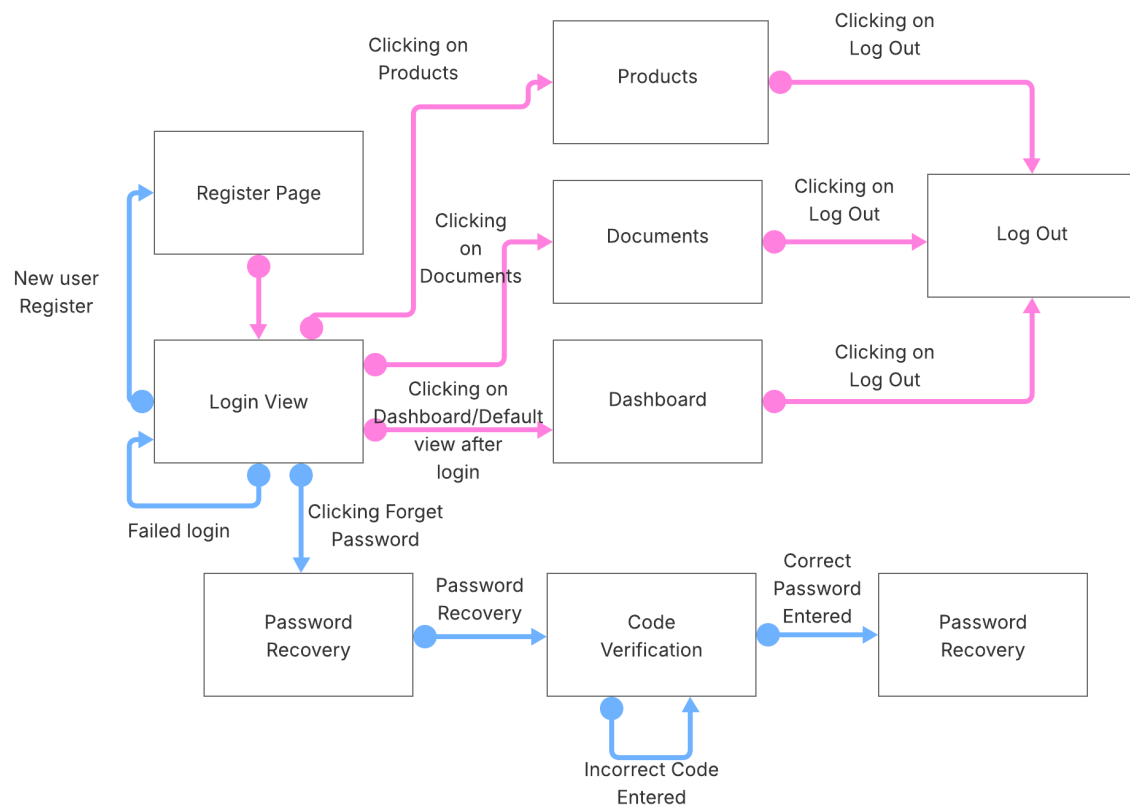 Clicking on
Log Out
Clicking on
Products
Products
Register Page
Clicking on
Log Out
Clicking
on
Documents
Documents
Log Out
New user
Register
Clicking on
Log Out
Login View
Clicking on
Dashboard/Default
view after
login
Dashboard
Failed login
Clicking Forget
Password
Password
Recovery
Password
Recovery
Code
Verification
Correct
Password
Entered
Password
Recovery
Incorrect Code
Entered